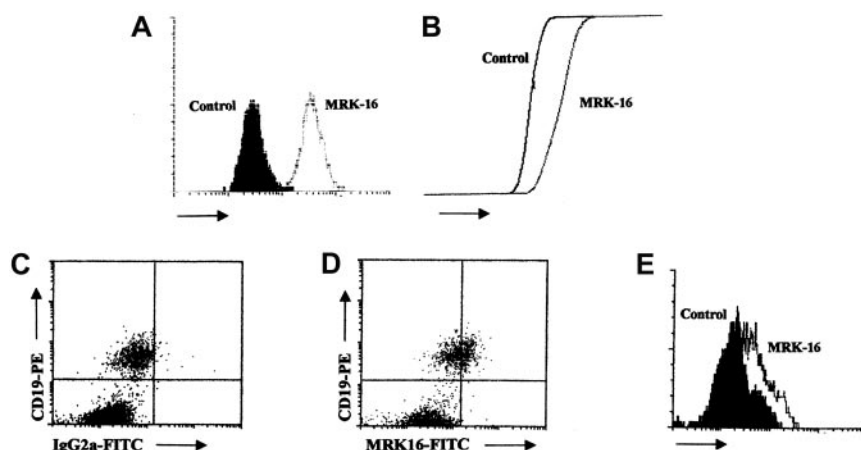 A
Control
MRK-16
B
Control
MRK-16
C
CD19-PE
IgG2a-FITC
D
CD19-PE
MRK16-FITC
E
Control
MRK-16